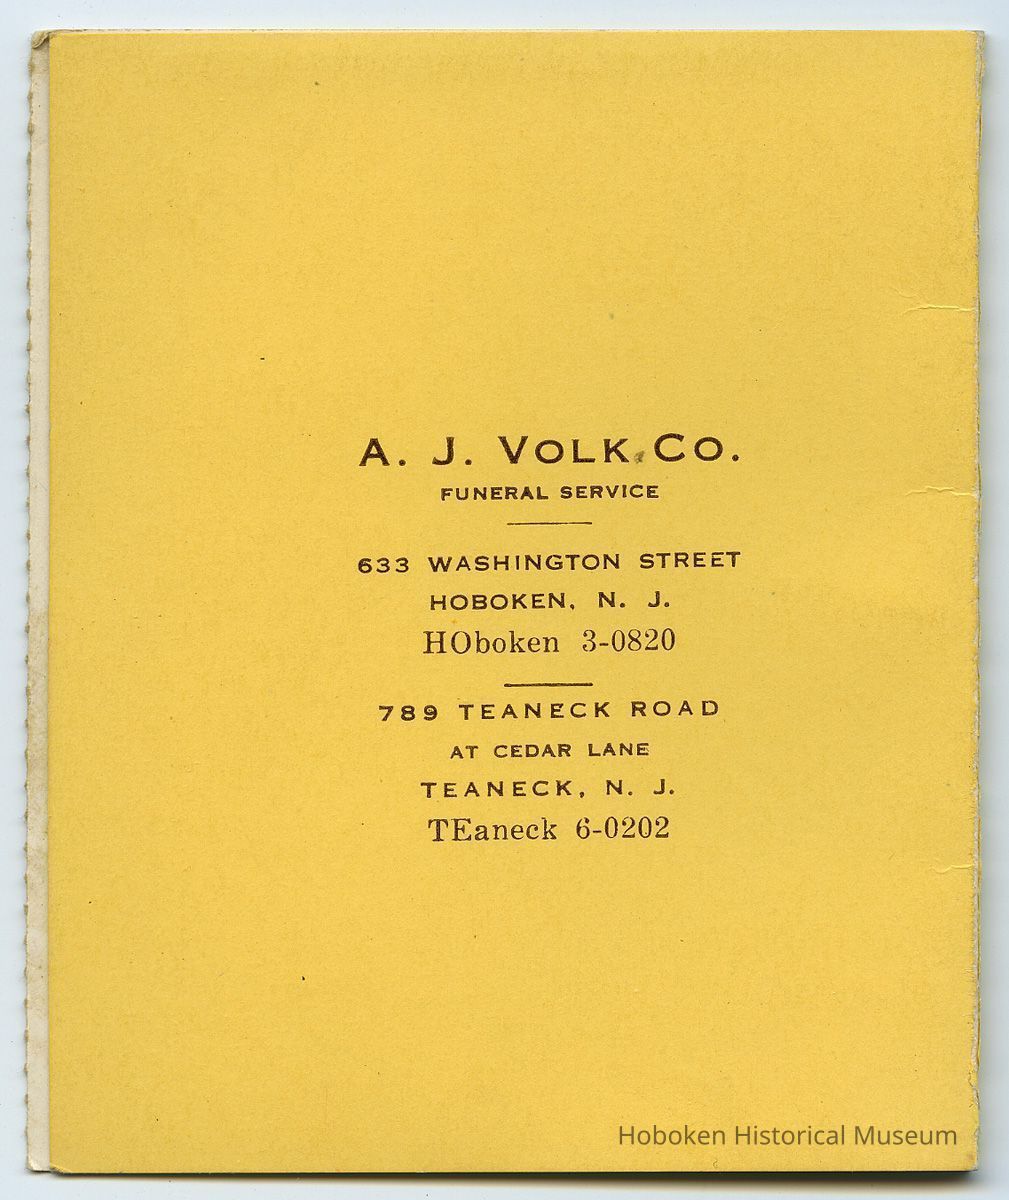 A. J. VOLK CO.
FUNERAL SERVICE
633 WASHINGTON STREET
HOBOKEN, N. J.
HOboken 3-0820
789 TEANECK ROAD
AT CEDAR LANE
TEANECK, N. J.
TEaneck 6-0202
Hoboken Historical Museum